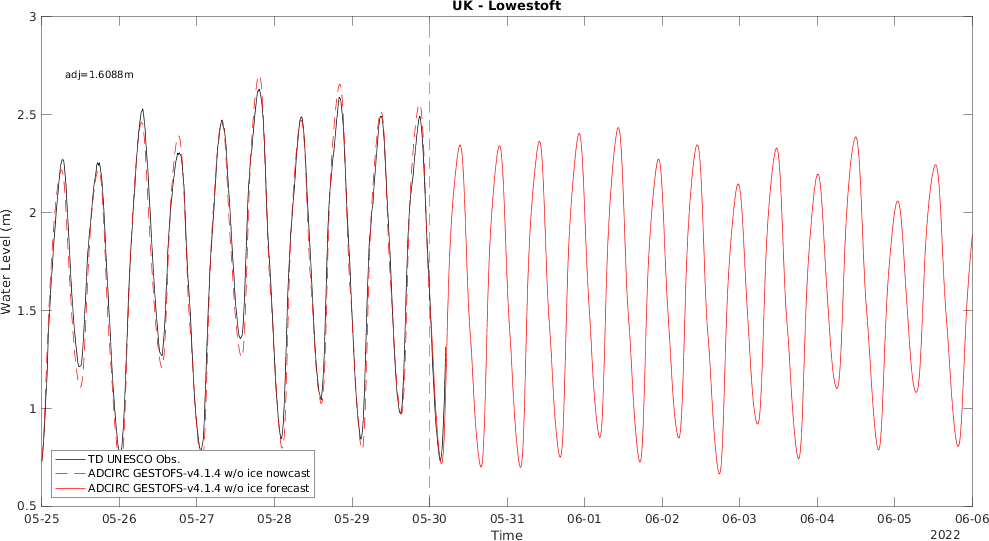 UK - Lowestoft
3
adj=1.6088m
2.5
2
Water Level (m)
1.5
1
TD UNESCO Obs.
ADCIRC GESTOFS-v4.1.4 w/o ice nowcast
ADCIRC GESTOFS-v4.1.4 w/o ice forecast
0.5
05-25 05-26 05-27 05-28 05-29 05-30 05-31 06-01 06-02 06-03 06-04 06-05 06-06
Time
2022